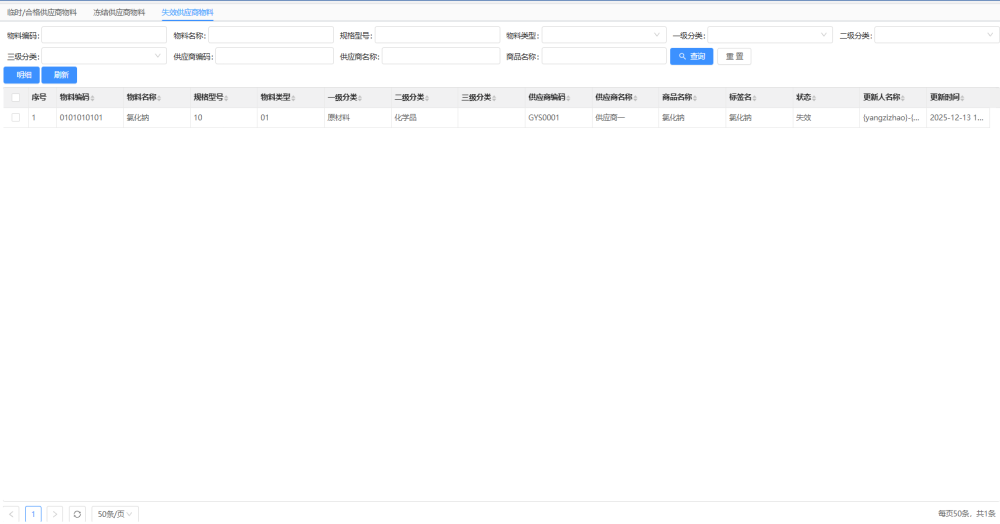 临时/合格供应商物料 冻结供应商物料 失效供应商物料
物料编码: 物料名称: 规格型号: 物料类型: 一级分类: 二级分类:
三级分类: 供应商编码: 供应商名称: 商品名称: 查询 重 置
明细 刷新
序号 物料编码 物料名称 规格型号 物料类型 一级分类 二级分类 三级分类 供应商编码 供应商名称 商品名称 标签名 状态 更新人名称 更新时间
1 0101010101 氯化钠 10 01 原材料 化学品 GYS0001 供应商一 氯化钠 氯化钠 失效 (yangzizhao)-(... 2025-12-13 1...
1 50条/页 每页50条，共1条